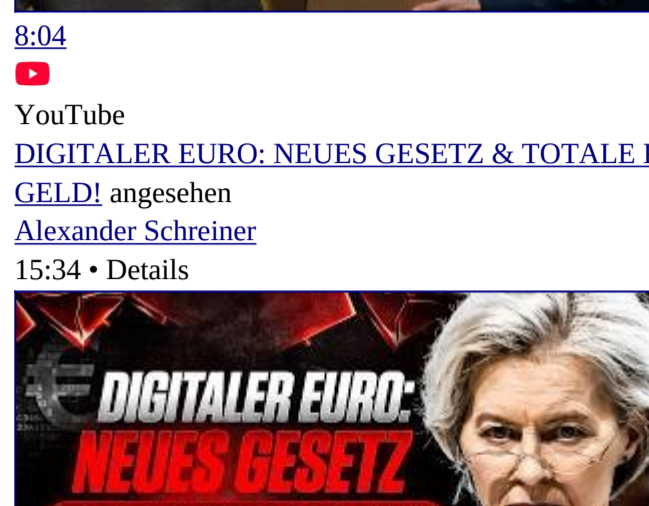 8:04
YouTube
DIGITALER EURO: NEUES GESETZ & TOTALE
GELD! angesehen
Alexander Schreiner
15:34 • Details
DIGITALER EURO:
NEUES GESETZ